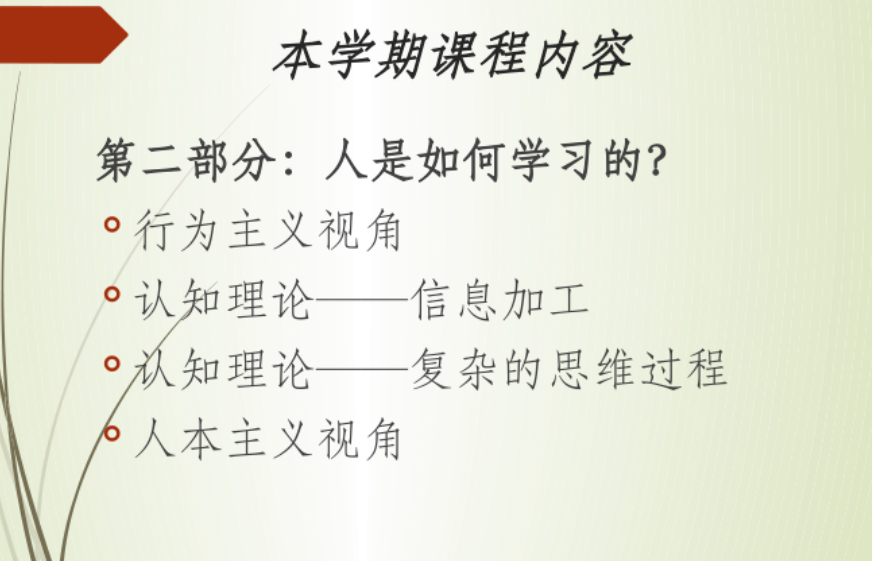 本学期课程内容
第二部分：人是如何学习的？
行为主义视角
认知理论——信息加工
认知理论——复杂的思维过程
人本主义视角